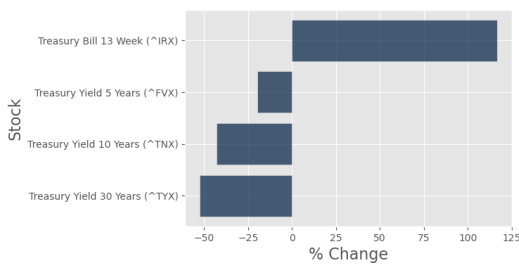 Treasury Bill 13 Week (^IRX)
Treasury Yield 5 Years (^FVX)
Treasury Yield 10 Years (^TNX)
Treasury Yield 30 Years (^TYX)
Stock
−50 −25 0 25 50 75 100 125
% Change